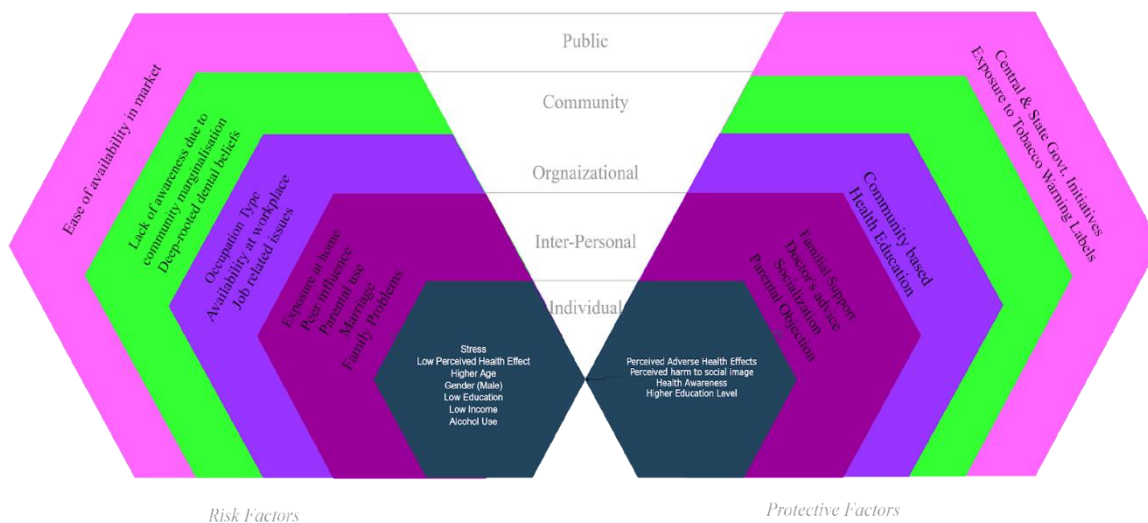 Public
Community
Orgnaizational
Inter-Personal
Individual
Ease of availability in market
Lack of awareness due to
community marginalisation
Deep-rooted dental beliefs
Occupation Type
Availability at workplace
Job related issues
Exposure at home
Peer influence
Parental use
Marriage
Family Problems
Stress
Low Perceived Health Effect
Higher Age
Gender (Male)
Low Education
Low Income
Alcohol Use
Perceived Adverse Health Effects
Perceived harm to social image
Health Awareness
Higher Education Level
Familial Support
Doctor's advice
Socialization
Parental Objection
Community based
Health Education
Central & State Govt. Initiatives
Exposure to Tobacco Warning Labels
Risk Factors
Protective Factors